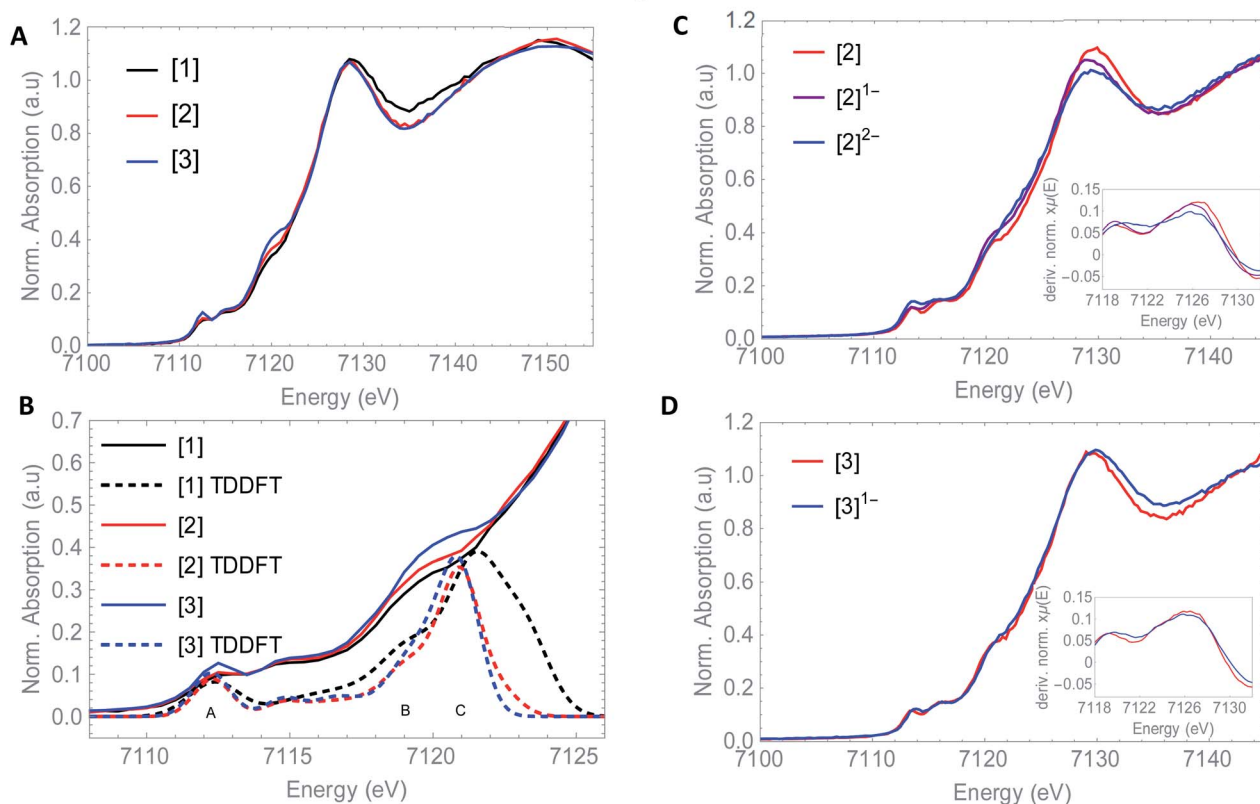 A
1.2
1.0
0.8
0.6
0.4
0.2
0.0
Norm. Absorption (a.u)
[1]
[2]
[3]
7100 7110 7120 7130 7140 7150
Energy (eV)
B
0.7
0.6
0.5
0.4
0.3
0.2
0.1
0.0
Norm. Absorption (a.u)
[1]
[1] TDDFT
[2]
[2] TDDFT
[3]
[3] TDDFT
A B C
7110 7115 7120 7125
Energy (eV)
C
1.2
1.0
0.8
0.6
0.4
0.2
0.0
Norm. Absorption (a.u)
[2]
[2]1−
[2]2−
deriv. norm. xμ(E)
0.15
0.1
0.05
0
−0.05
7118 7122 7126 7130
Energy (eV)
7100 7110 7120 7130 7140
Energy (eV)
D
1.2
1.0
0.8
0.6
0.4
0.2
0.0
Norm. Absorption (a.u)
[3]
[3]1−
deriv. norm. xμ(E)
0.15
0.1
0.05
0
−0.05
7118 7122 7126 7130
Energy (eV)
7100 7110 7120 7130 7140
Energy (eV)